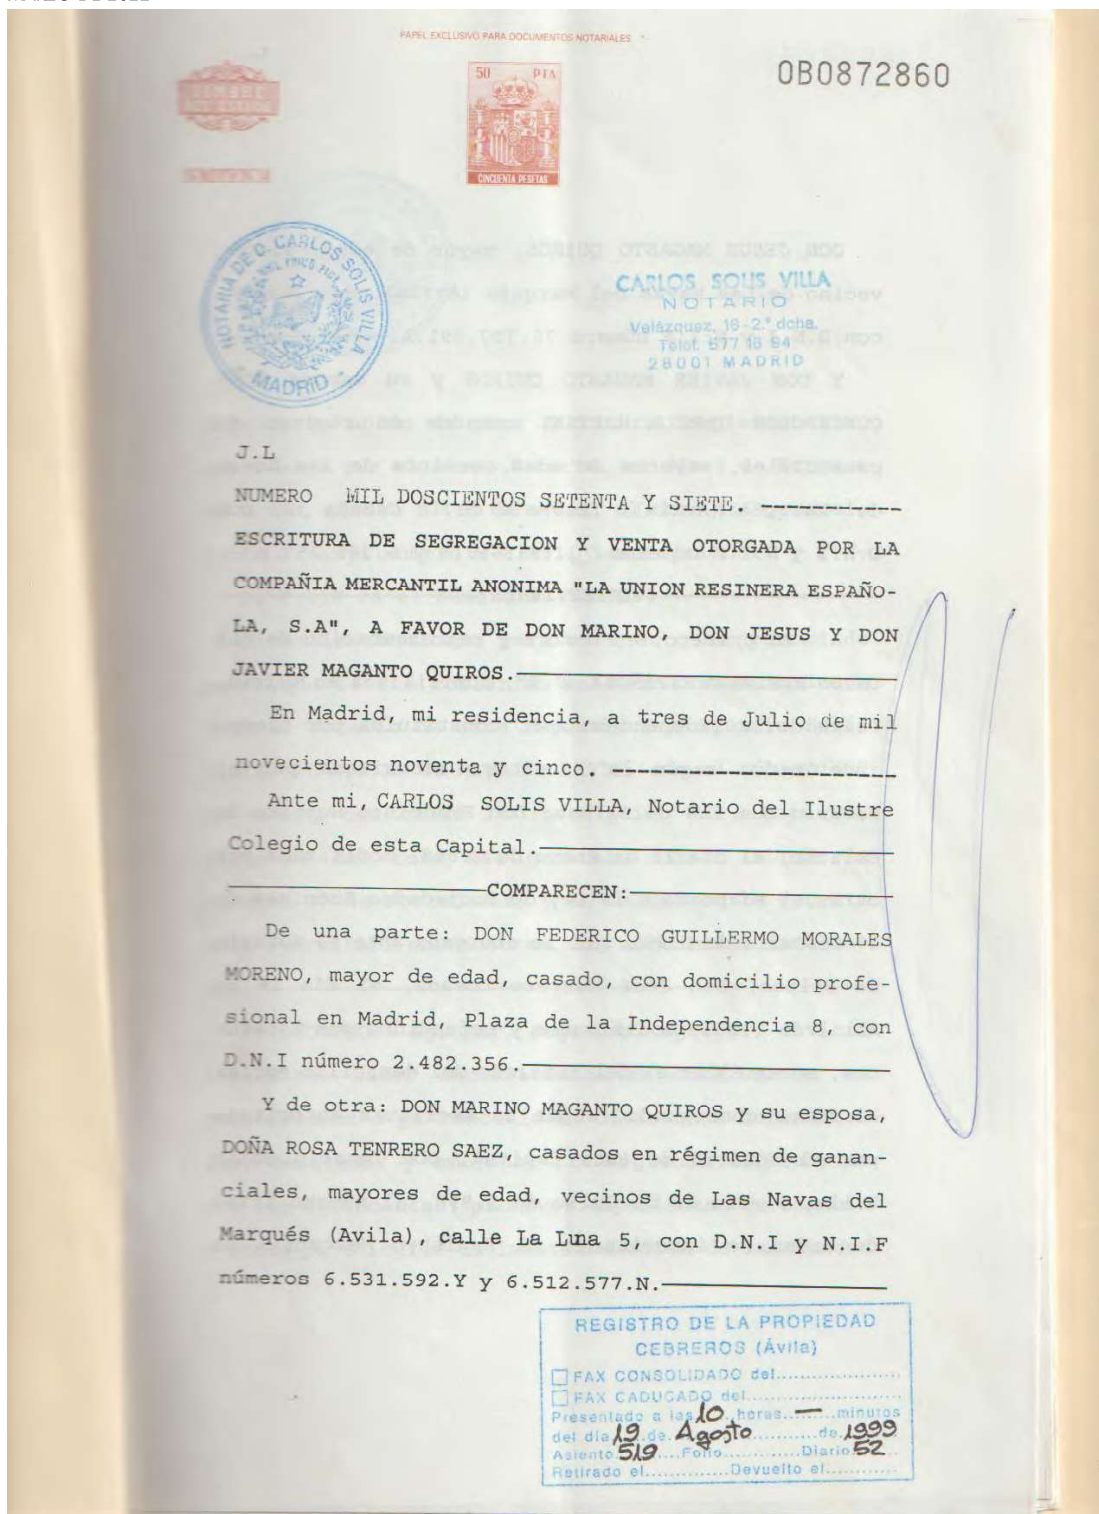 PAPEL EXCLUSIVO PARA DOCUMENTOS NOTARIALES
0B0872860
TIMBRE
DEL ESTADO
50 PTA
CINCUENTA PESETAS
NOTARIA DE D. CARLOS SOLIS VILLA
MADRID
CARLOS SOLIS VILLA
NOTARIO
Velázquez, 16-2.º dcha.
Teléf. 577 18 94
28001 MADRID
J.L
NUMERO MIL DOSCIENTOS SETENTA Y SIETE. -----------
ESCRITURA DE SEGREGACION Y VENTA OTORGADA POR LA
COMPAÑIA MERCANTIL ANONIMA "LA UNION RESINERA ESPAÑO-
LA, S.A", A FAVOR DE DON MARINO, DON JESUS Y DON
JAVIER MAGANTO QUIROS.
En Madrid, mi residencia, a tres de Julio de mil
novecientos noventa y cinco. ----------------------
Ante mi, CARLOS SOLIS VILLA, Notario del Ilustre
Colegio de esta Capital.
COMPARECEN:
De una parte: DON FEDERICO GUILLERMO MORALES
MORENO, mayor de edad, casado, con domicilio profe-
sional en Madrid, Plaza de la Independencia 8, con
D.N.I número 2.482.356.
Y de otra: DON MARINO MAGANTO QUIROS y su esposa,
DOÑA ROSA TENRERO SAEZ, casados en régimen de ganan-
ciales, mayores de edad, vecinos de Las Navas del
Marqués (Avila), calle La Luna 5, con D.N.I y N.I.F
números 6.531.592.Y y 6.512.577.N.
REGISTRO DE LA PROPIEDAD
CEBREROS (Ávila)
FAX CONSOLIDADO del
FAX CADUCADO del
Presentado a las 10 horas — minutos
del día 19 de Agosto de 1999
Asiento 519 Folio Diario 52
Retirado el Devuelto el